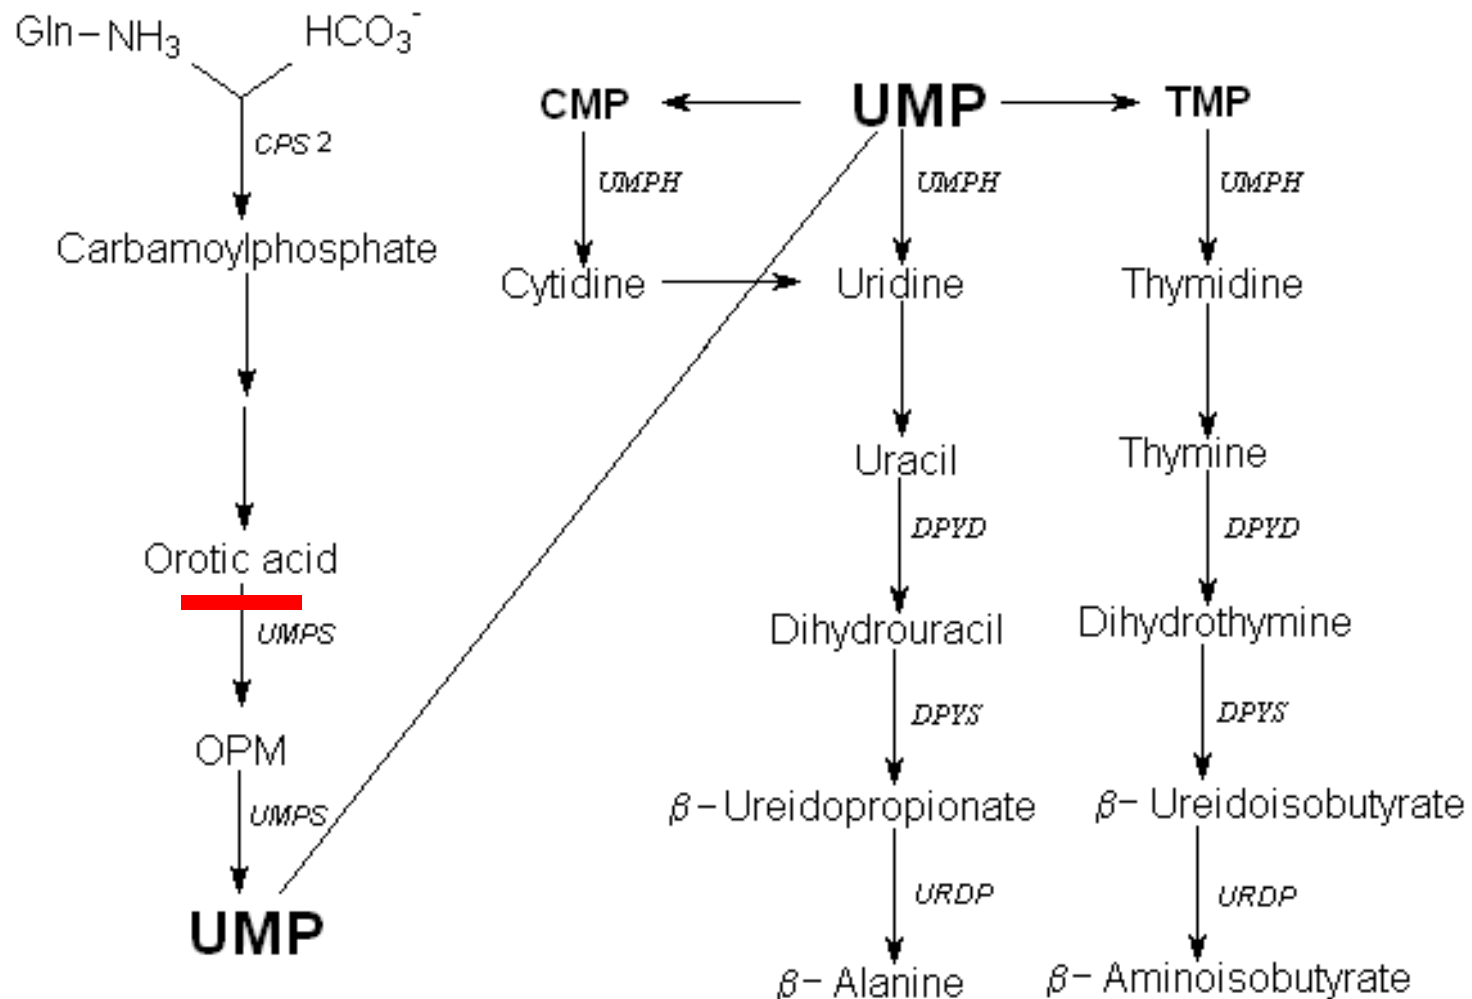 Gln–NH3 HCO3-
CPS 2
Carbamoylphosphate
Orotic acid
UMPS
OPM
UMPS
UMP
CMP UMP TMP
UMPH UMPH UMPH
Cytidine Uridine Thymidine
Uracil Thymine
DPYD DPYD
Dihydrouracil Dihydrothymine
DPYS DPYS
β–Ureidopropionate β– Ureidoisobutyrate
URDP URDP
β– Alanine β– Aminoisobutyrate